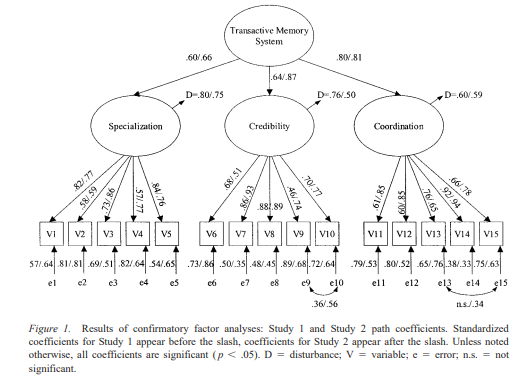 Transactive Memory
System
.60/.66
.64/.87
.80/.81
D=.80/.75
D=.76/.50
D=.60/.59
Specialization
Credibility
Coordination
.82/.77
.58/.59
.73/.86
.57/.77
.84/.76
.68/.51
.86/.93
.88/.89
.46/.74
.70/.77
.61/.85
.60/.85
.76/.65
.92/.94
.66/.78
V1 V2 V3 V4 V5 V6 V7 V8 V9 V10 V11 V12 V13 V14 V15
.57/.64 .81/.81 .69/.51 .82/.64 .54/.65 .73/.86 .50/.35 .48/.45 .89/.68 .72/.64 .79/.53 .80/.52 .65/.76 .38/.33 .75/.63
e1 e2 e3 e4 e5 e6 e7 e8 e9 e10 e11 e12 e13 e14 e15
.36/.56
n.s./.34
Figure 1. Results of confirmatory factor analyses: Study 1 and Study 2 path coefficients. Standardized
coefficients for Study 1 appear before the slash, coefficients for Study 2 appear after the slash. Unless noted
otherwise, all coefficients are significant (p < .05). D = disturbance; V = variable; e = error; n.s. = not
significant.